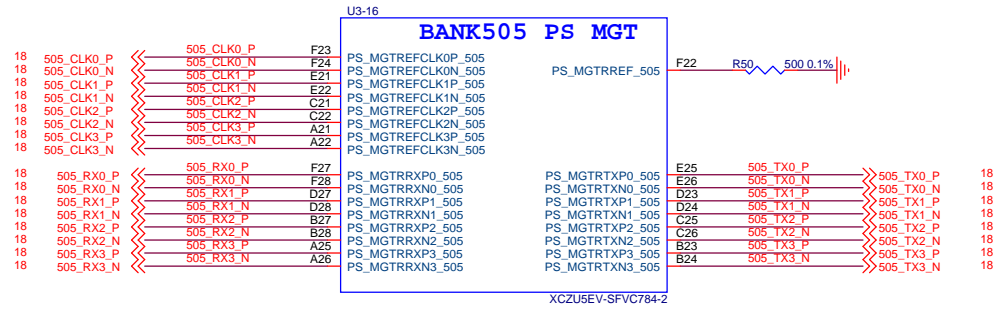 U3-16
BANK505 PS MGT
18 505_CLK0_P 505_CLK0_P F23 PS_MGTREFCLK0P_505
18 505_CLK0_N 505_CLK0_N F24 PS_MGTREFCLK0N_505
18 505_CLK1_P 505_CLK1_P E21 PS_MGTREFCLK1P_505
18 505_CLK1_N 505_CLK1_N E22 PS_MGTREFCLK1N_505
18 505_CLK2_P 505_CLK2_P C21 PS_MGTREFCLK2P_505
18 505_CLK2_N 505_CLK2_N C22 PS_MGTREFCLK2N_505
18 505_CLK3_P 505_CLK3_P A21 PS_MGTREFCLK3P_505
18 505_CLK3_N 505_CLK3_N A22 PS_MGTREFCLK3N_505
PS_MGTRREF_505 F22 R50 500 0.1%
18 505_RX0_P 505_RX0_P F27 PS_MGTRRXP0_505 PS_MGTRTXP0_505 E25 505_TX0_P 505_TX0_P 18
18 505_RX0_N 505_RX0_N F28 PS_MGTRRXN0_505 PS_MGTRTXN0_505 E26 505_TX0_N 505_TX0_N 18
18 505_RX1_P 505_RX1_P D27 PS_MGTRRXP1_505 PS_MGTRTXP1_505 D23 505_TX1_P 505_TX1_P 18
18 505_RX1_N 505_RX1_N D28 PS_MGTRRXN1_505 PS_MGTRTXN1_505 D24 505_TX1_N 505_TX1_N 18
18 505_RX2_P 505_RX2_P B27 PS_MGTRRXP2_505 PS_MGTRTXP2_505 C25 505_TX2_P 505_TX2_P 18
18 505_RX2_N 505_RX2_N B28 PS_MGTRRXN2_505 PS_MGTRTXN2_505 C26 505_TX2_N 505_TX2_N 18
18 505_RX3_P 505_RX3_P A25 PS_MGTRRXP3_505 PS_MGTRTXP3_505 B23 505_TX3_P 505_TX3_P 18
18 505_RX3_N 505_RX3_N A26 PS_MGTRRXN3_505 PS_MGTRTXN3_505 B24 505_TX3_N 505_TX3_N 18
XCZU5EV-SFVC784-2